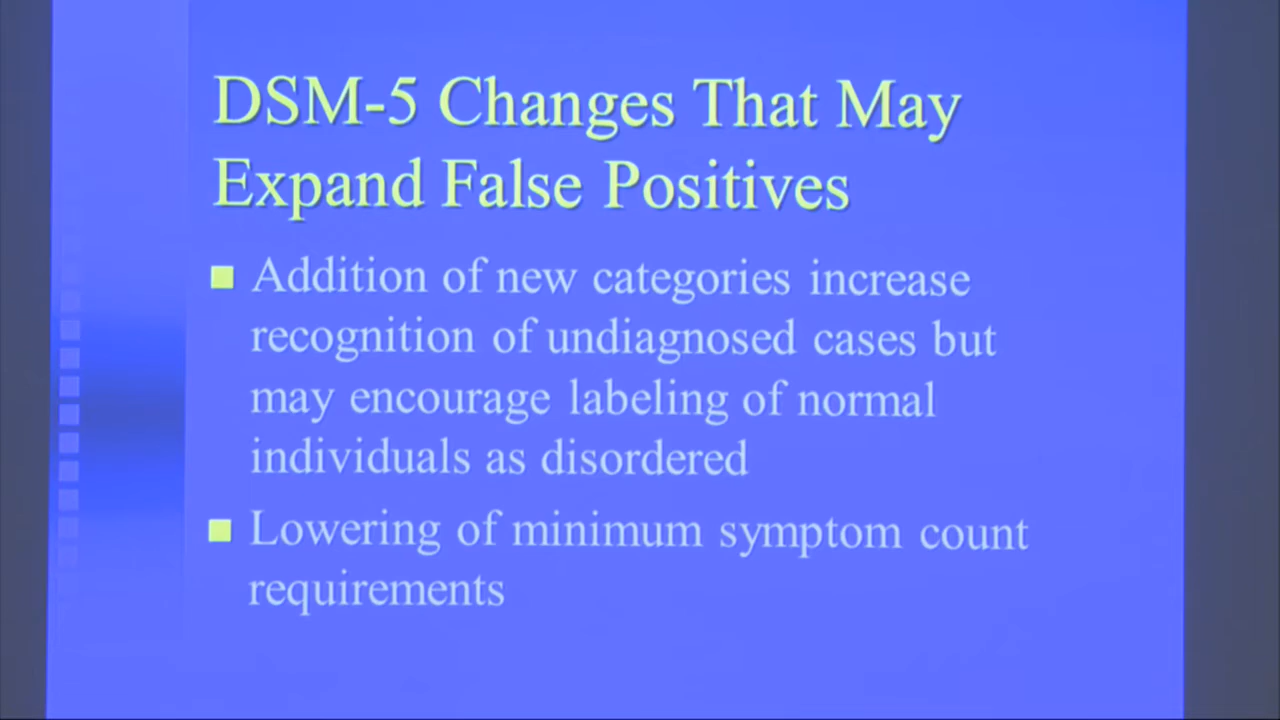 DSM-5 Changes That May
Expand False Positives
Addition of new categories increase
recognition of undiagnosed cases but
may encourage labeling of normal
individuals as disordered
Lowering of minimum symptom count
requirements